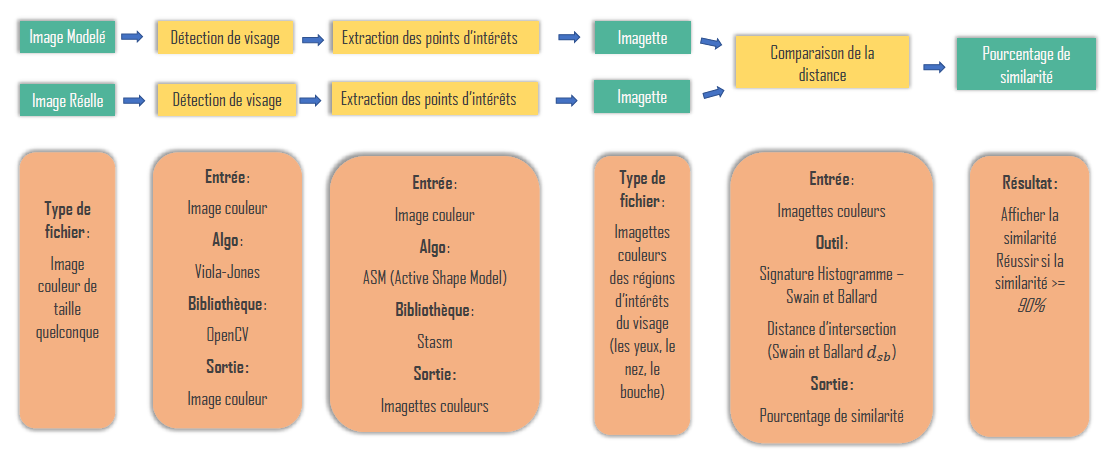 Image Modelé
Détection de visage
Extraction des points d'intérêts
Imagette
Image Réelle
Détection de visage
Extraction des points d'intérêts
Imagette
Comparaison de la
distance
Pourcentage de
similarité
Type de
fichier :
Image
couleur de
taille
quelconque
Entrée :
Image couleur
Algo :
Viola-Jones
Bibliothèque :
OpenCV
Sortie :
Image couleur
Entrée :
Image couleur
Algo :
ASM (Active Shape Model)
Bibliothèque :
Stasm
Sortie :
Imagettes couleurs
Type de
fichier :
Imagettes
couleurs
des régions
d'intérêts
du visage
(les yeux, le
nez, le
bouche)
Entrée :
Imagettes couleurs
Outil :
Signature Histogramme –
Swain et Ballard
Distance d'intersection
(Swain et Ballard d_sb)
Sortie :
Pourcentage de similarité
Résultat :
Afficher la
similarité
Réussir si la
similarité >=
90%